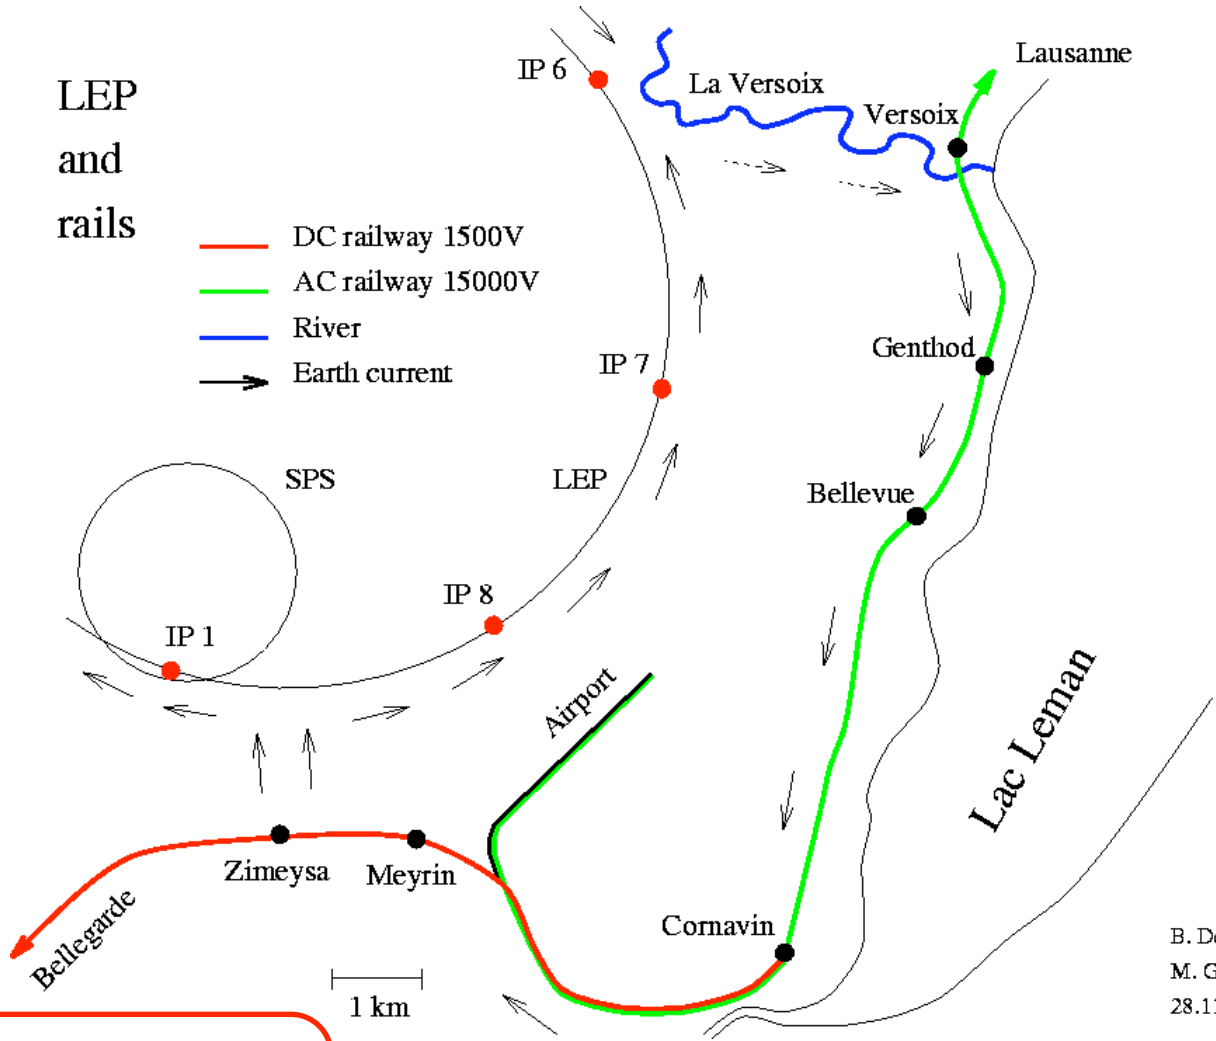 LEP
and
rails
DC railway 1500V
AC railway 15000V
River
Earth current
IP 6
La Versoix
Lausanne
Versoix
IP 7
Genthod
SPS
LEP
Bellevue
IP 8
IP 1
Airport
Lac Leman
Zimeysa
Meyrin
Bellegarde
Cornavin
1 km
B.
M.